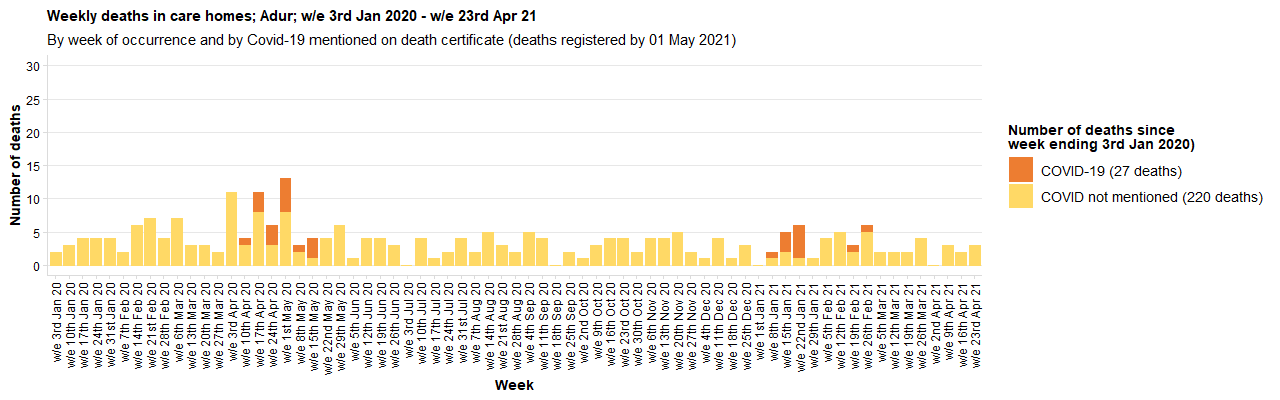 Weekly deaths in care homes; Adur; w/e 3rd Jan 2020 - w/e 23rd Apr 21
By week of occurrence and by Covid-19 mentioned on death certificate (deaths registered by 01 May 2021)
Number of deaths
30
25
20
15
10
5
0
w/e 3rd Jan 20
w/e 10th Jan 20
w/e 17th Jan 20
w/e 24th Jan 20
w/e 31st Jan 20
w/e 7th Feb 20
w/e 14th Feb 20
w/e 21st Feb 20
w/e 28th Feb 20
w/e 6th Mar 20
w/e 13th Mar 20
w/e 20th Mar 20
w/e 27th Mar 20
w/e 3rd Apr 20
w/e 10th Apr 20
w/e 17th Apr 20
w/e 24th Apr 20
w/e 1st May 20
w/e 8th May 20
w/e 15th May 20
w/e 22nd May 20
w/e 29th May 20
w/e 5th Jun 20
w/e 12th Jun 20
w/e 19th Jun 20
w/e 26th Jun 20
w/e 3rd Jul 20
w/e 10th Jul 20
w/e 17th Jul 20
w/e 24th Jul 20
w/e 31st Jul 20
w/e 7th Aug 20
w/e 14th Aug 20
w/e 21st Aug 20
w/e 28th Aug 20
w/e 4th Sep 20
w/e 11th Sep 20
w/e 18th Sep 20
w/e 25th Sep 20
w/e 2nd Oct 20
w/e 9th Oct 20
w/e 16th Oct 20
w/e 23rd Oct 20
w/e 30th Oct 20
w/e 6th Nov 20
w/e 13th Nov 20
w/e 20th Nov 20
w/e 27th Nov 20
w/e 4th Dec 20
w/e 11th Dec 20
w/e 18th Dec 20
w/e 25th Dec 20
w/e 1st Jan 21
w/e 8th Jan 21
w/e 15th Jan 21
w/e 22nd Jan 21
w/e 29th Jan 21
w/e 5th Feb 21
w/e 12th Feb 21
w/e 19th Feb 21
w/e 26th Feb 21
w/e 5th Mar 21
w/e 12th Mar 21
w/e 19th Mar 21
w/e 26th Mar 21
w/e 2nd Apr 21
w/e 9th Apr 21
w/e 16th Apr 21
w/e 23rd Apr 21
Week
Number of deaths since
week ending 3rd Jan 2020)
COVID-19 (27 deaths)
COVID not mentioned (220 deaths)